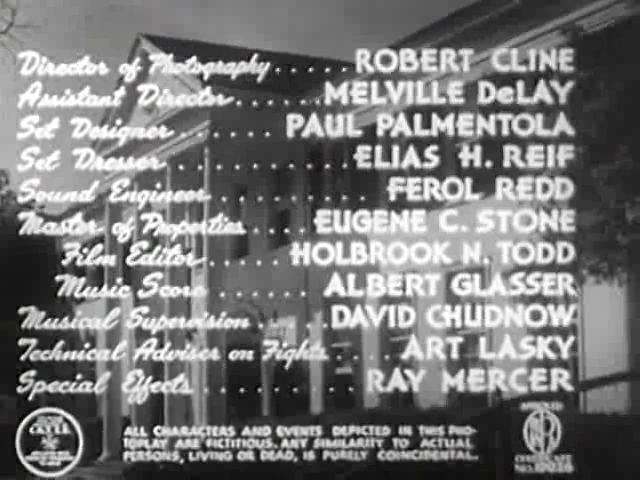 Director of Photography.....ROBERT CLINE
Assistant Director......MELVILLE DeLAY
Set Designer.......PAUL PALMENTOLA
Set Dresser..........ELIAS H. REIF
Sound Engineer..........FEROL REDD
Master of Properties.....EUGENE C. STONE
Film Editor.....HOLBROOK N. TODD
Music Score......ALBERT GLASSER
Musical Supervision.....DAVID CHUDNOW
Technical Adviser on Fights....ART LASKY
Special Effects.........RAY MERCER
ALL CHARACTERS AND EVENTS DEPICTED IN THIS PHO-
TOPLAY ARE FICTITIOUS. ANY SIMILARITY TO ACTUAL
PERSONS, LIVING OR DEAD, IS PURELY COINCIDENTAL.
APPROVED
CERTIFICATE